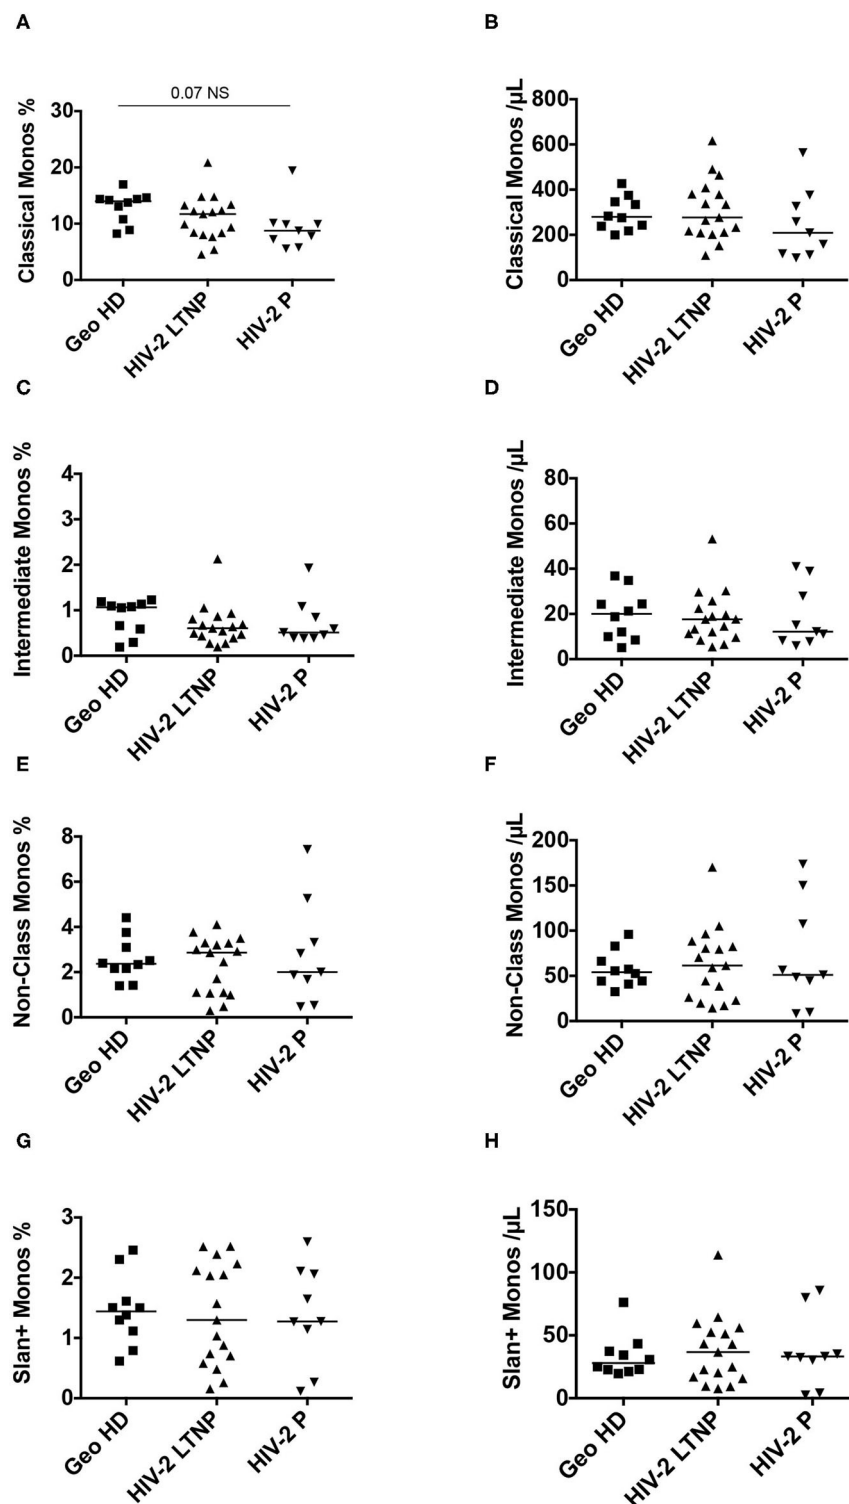 A
B
0.07 NS
Classical Monos %
30
20
10
0
Geo HD
HIV-2 LTNP
HIV-2 P
Classical Monos /µL
800
600
400
200
0
Geo HD
HIV-2 LTNP
HIV-2 P
C
D
Intermediate Monos %
4
3
2
1
0
Geo HD
HIV-2 LTNP
HIV-2 P
Intermediate Monos /µL
80
60
40
20
0
Geo HD
HIV-2 LTNP
HIV-2 P
E
F
Non-Class Monos %
8
6
4
2
0
Geo HD
HIV-2 LTNP
HIV-2 P
Non-Class Monos /µL
200
150
100
50
0
Geo HD
HIV-2 LTNP
HIV-2 P
G
H
Slan+ Monos %
3
2
1
0
Geo HD
HIV-2 LTNP
HIV-2 P
Slan+ Monos /µL
150
100
50
0
Geo HD
HIV-2 LTNP
HIV-2 P